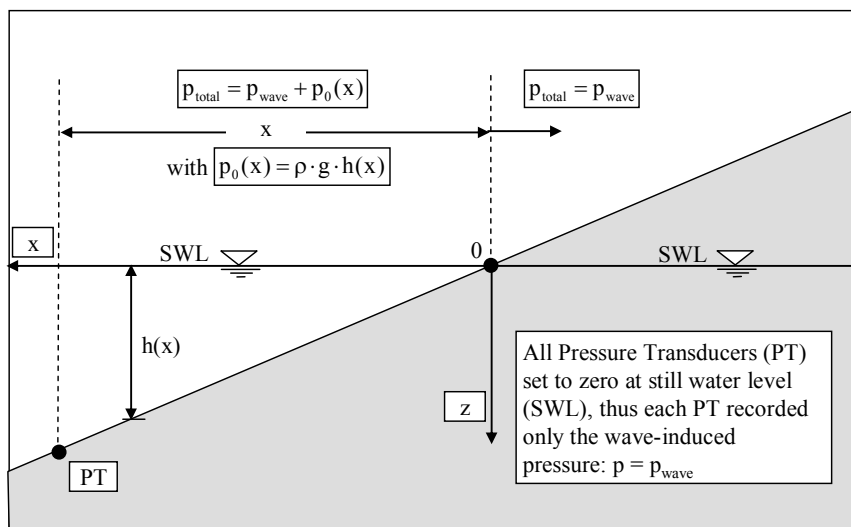 p_total = p_wave + p_0(x)
p_total = p_wave
x
with p_0(x) = ρ·g·h(x)
x
SWL
0
SWL
h(x)
z
PT
All Pressure Transducers (PT)
set to zero at still water level
(SWL), thus each PT recorded
only the wave-induced
pressure: p = p_wave